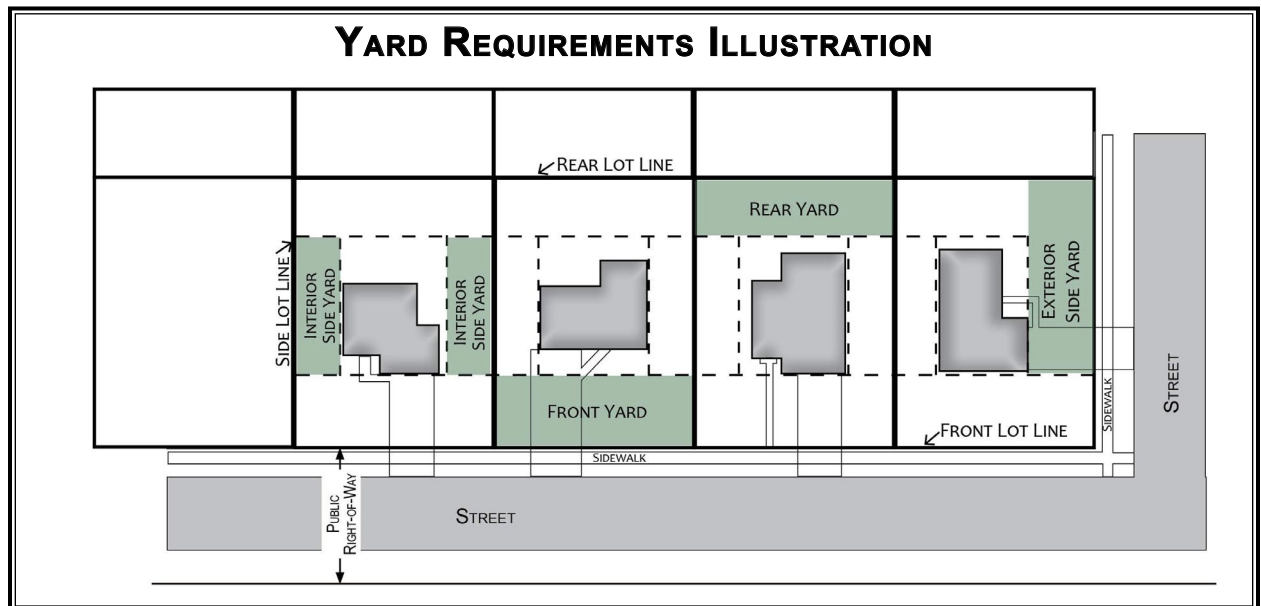 YARD REQUIREMENTS ILLUSTRATION
REAR LOT LINE
REAR YARD
SIDE LOT LINE
INTERIOR
SIDE YARD
INTERIOR
SIDE YARD
EXTERIOR
SIDE YARD
FRONT YARD
FRONT LOT LINE
SIDEWALK
STREET
SIDEWALK
PUBLIC
RIGHT-OF-WAY
STREET